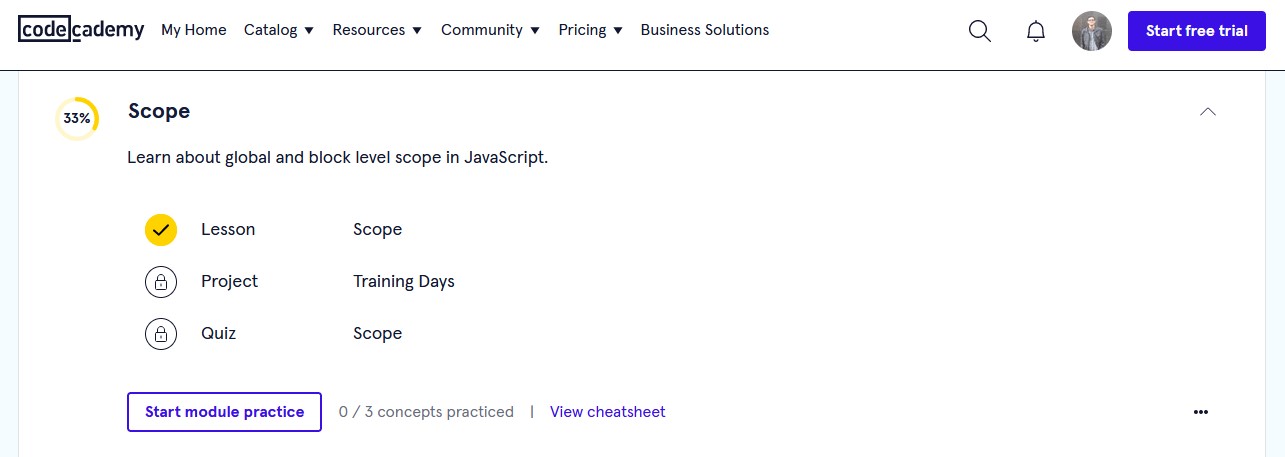 codecademy My Home Catalog Resources Community Pricing Business Solutions Start free trial
33% Scope
Learn about global and block level scope in JavaScript.
Lesson Scope
Project Training Days
Quiz Scope
Start module practice 0 / 3 concepts practiced | View cheatsheet